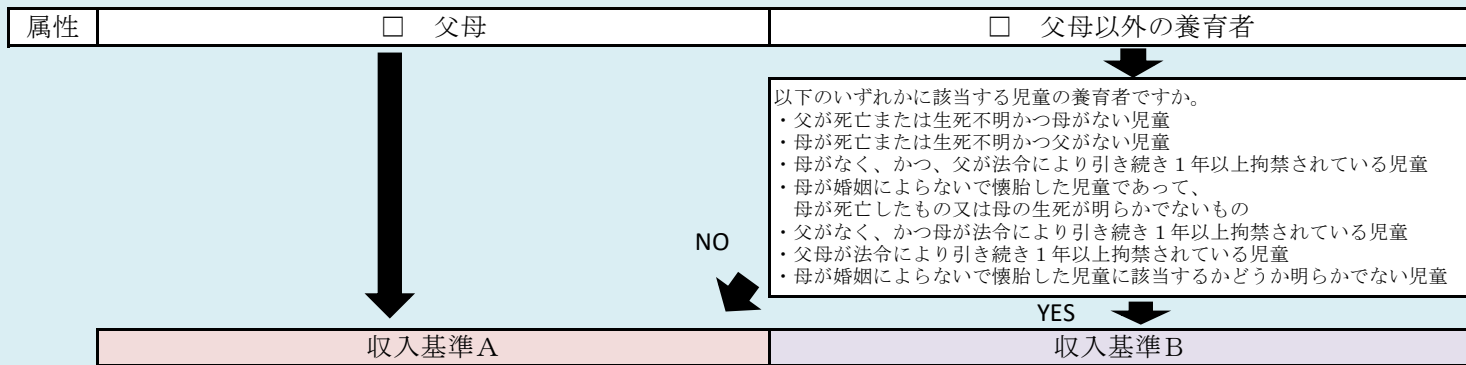 属性
□ 父母
□ 父母以外の養育者
以下のいずれかに該当する児童の養育者ですか。
・父が死亡または生死不明かつ母がない児童
・母が死亡または生死不明かつ父がない児童
・母がなく、かつ、父が法令により引き続き１年以上拘禁されている児童
・母が婚姻によらないで懐胎した児童であって、
母が死亡したもの又は母の生死が明らかでないもの
・父がなく、かつ母が法令により引き続き１年以上拘禁されている児童
・父母が法令により引き続き１年以上拘禁されている児童
・母が婚姻によらないで懐胎した児童に該当するかどうか明らかでない児童
NO
YES
収入基準Ａ
収入基準Ｂ